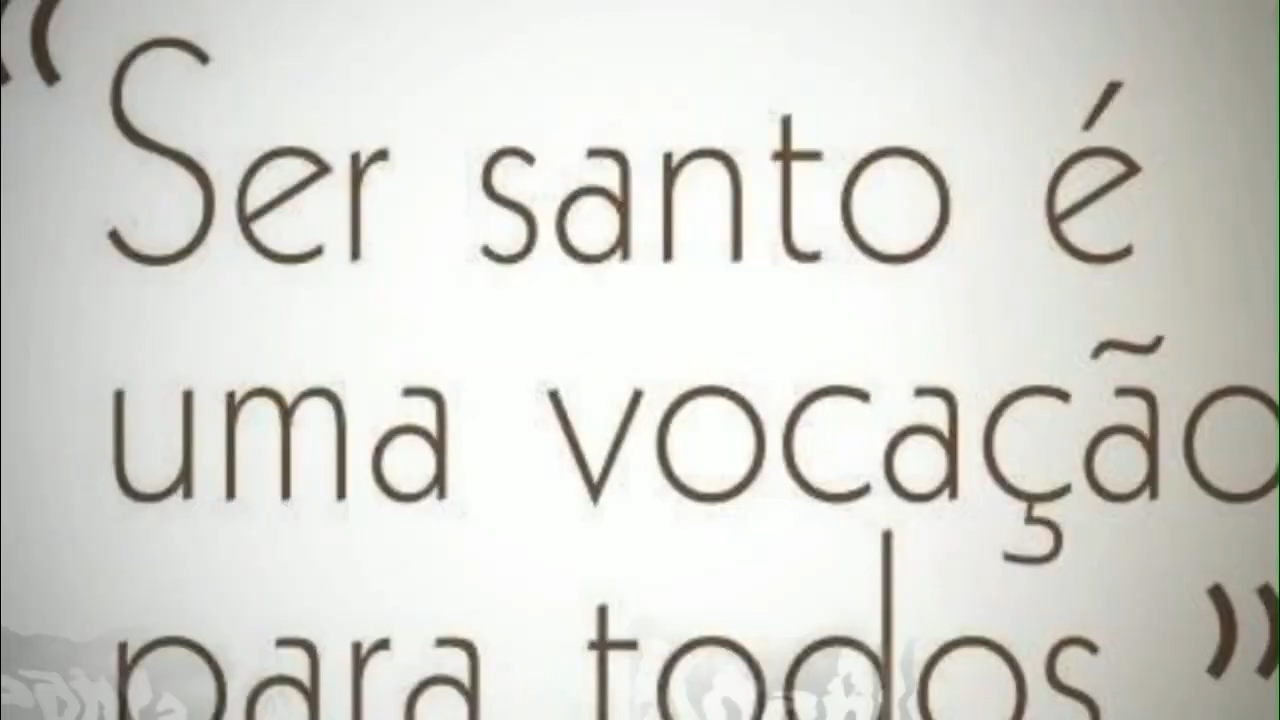 “Ser santo é
uma vocação
para todos”